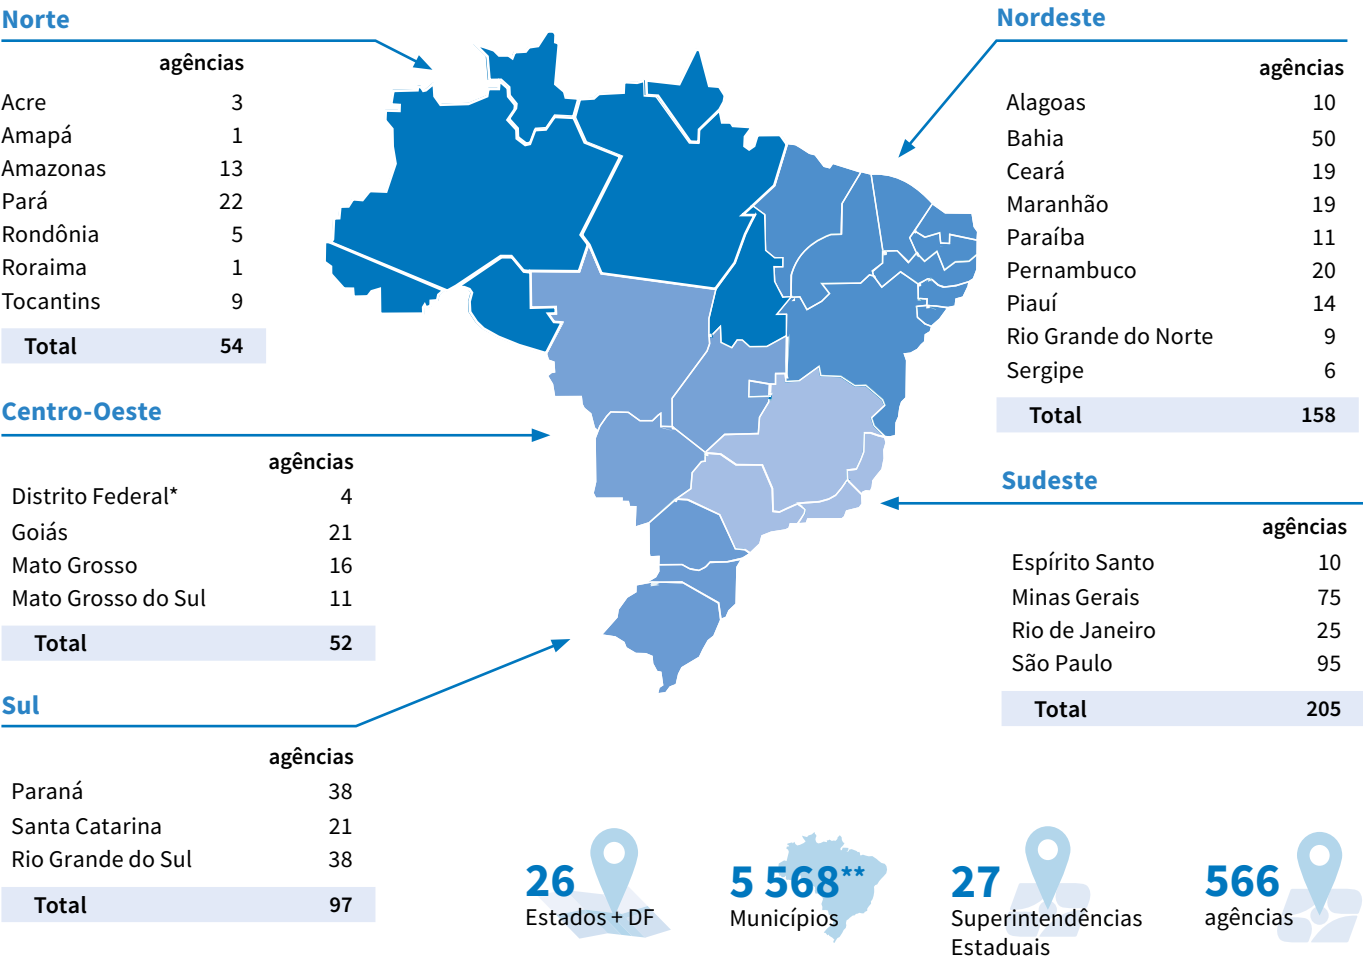 Norte
agências
Acre 3
Amapá 1
Amazonas 13
Pará 22
Rondônia 5
Roraima 1
Tocantins 9
Total 54
Centro-Oeste
agências
Distrito Federal* 4
Goiás 21
Mato Grosso 16
Mato Grosso do Sul 11
Total 52
Sul
agências
Paraná 38
Santa Catarina 21
Rio Grande do Sul 38
Total 97
Nordeste
agências
Alagoas 10
Bahia 50
Ceará 19
Maranhão 19
Paraíba 11
Pernambuco 20
Piauí 14
Rio Grande do Norte 9
Sergipe 6
Total 158
Sudeste
agências
Espírito Santo 10
Minas Gerais 75
Rio de Janeiro 25
São Paulo 95
Total 205
26
Estados + DF
5 568**
Municípios
27
Superintendências
Estaduais
566
agências